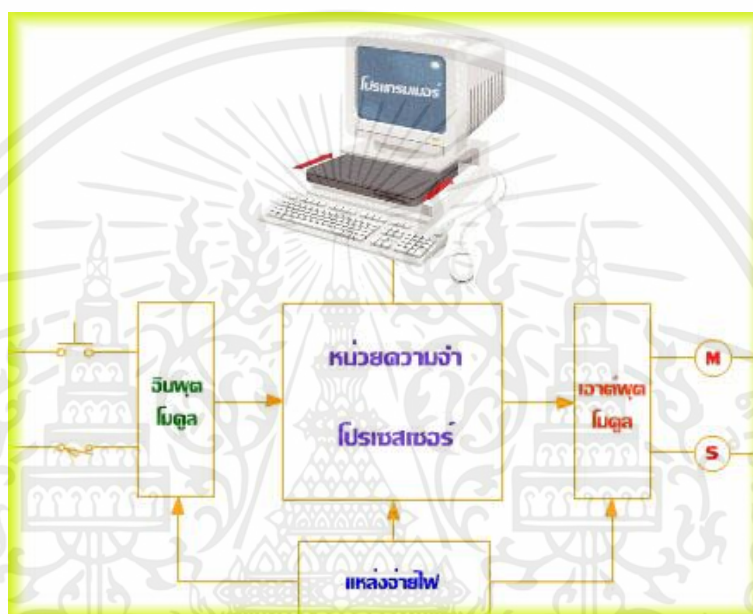 โปรแกรมเมอร์
อินพุต
โมดูล
หน่วยความจำ
โปรเซสเซอร์
เอาต์พุต
โมดูล
M
S
แหล่งจ่ายไฟ